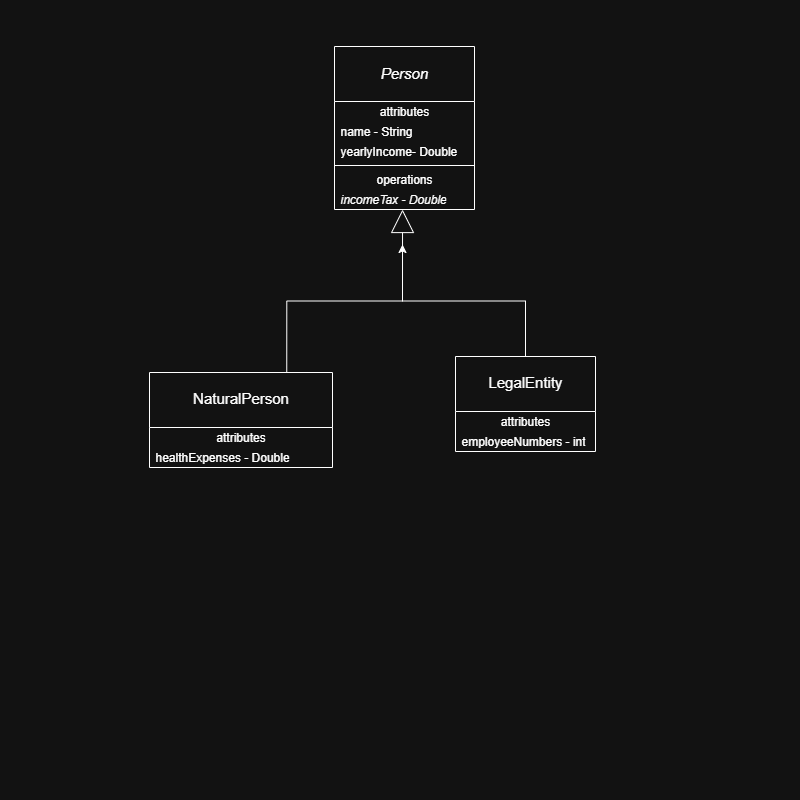 Person
attributes
name - String
yearlyIncome- Double
operations
incomeTax - Double
NaturalPerson
attributes
healthExpenses - Double
LegalEntity
attributes
employeeNumbers - int